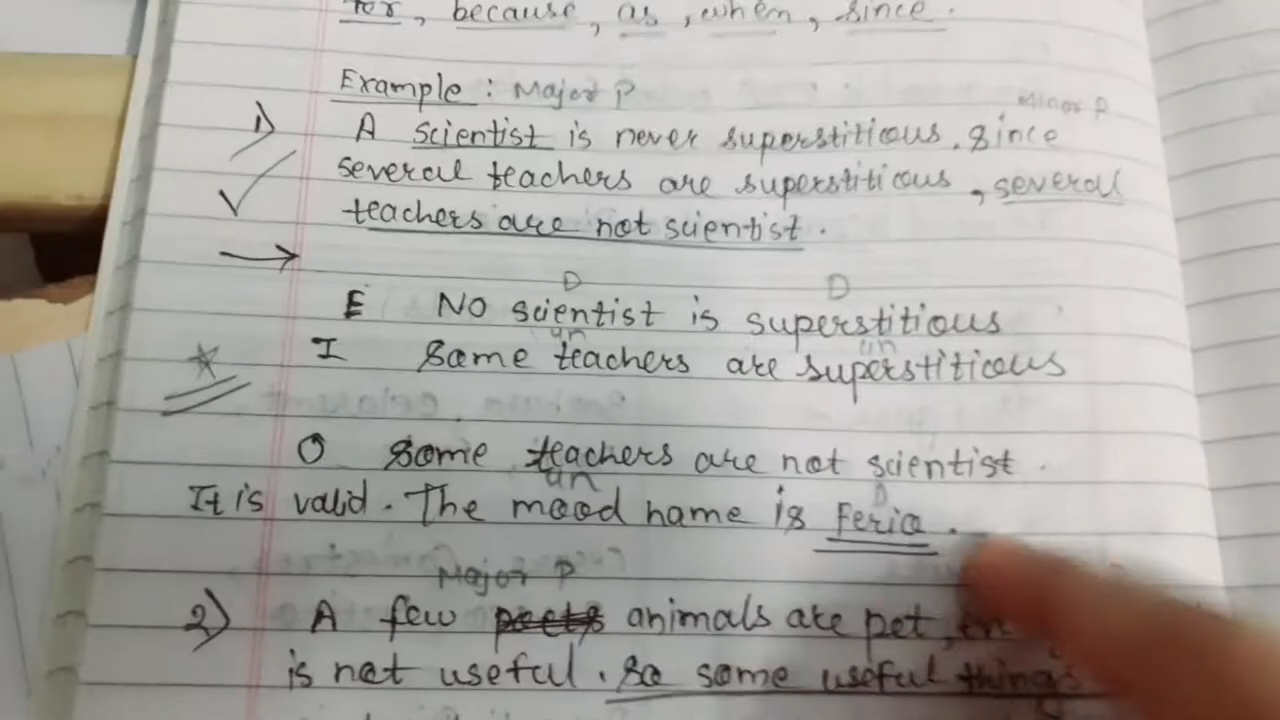 for, because, as, when, since.
Example: Major P
Minor P
1) A scientist is never superstitious. since
several teachers are superstitious, several
teachers are not scientist.
D D
E No scientist is superstitious
un un
I Some teachers are superstitious
O Some teachers are not scientist.
un D
It is valid. The mood name is Ferio.
Major P
2) A few animals are pet,
is not useful. so some useful things